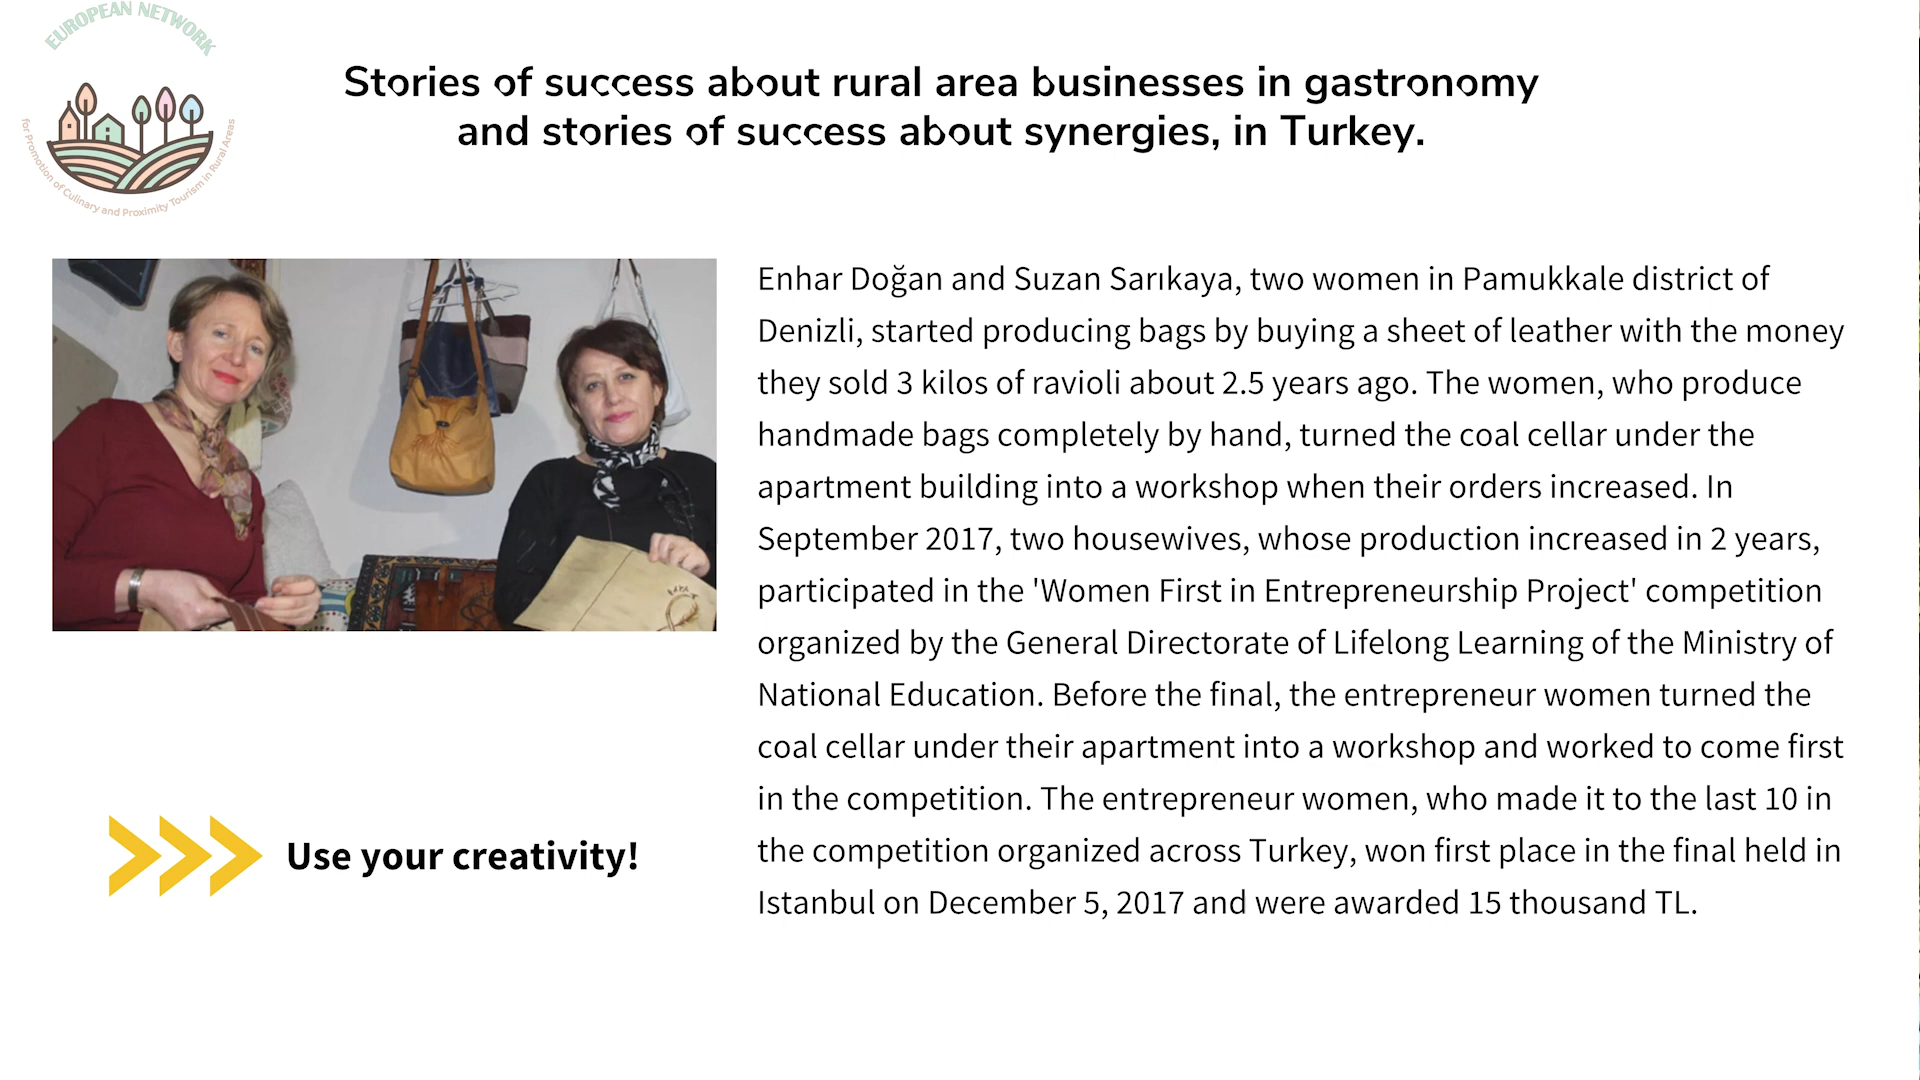 EUROPEAN NETWORK
for Promotion of Culinary and Proximity Tourism in Rural Areas
Stories of success about rural area businesses in gastronomy
and stories of success about synergies, in Turkey.
Enhar Doğan and Suzan Sarıkaya, two women in Pamukkale district of
Denizli, started producing bags by buying a sheet of leather with the money
they sold 3 kilos of ravioli about 2.5 years ago. The women, who produce
handmade bags completely by hand, turned the coal cellar under the
apartment building into a workshop when their orders increased. In
September 2017, two housewives, whose production increased in 2 years,
participated in the 'Women First in Entrepreneurship Project' competition
organized by the General Directorate of Lifelong Learning of the Ministry of
National Education. Before the final, the entrepreneur women turned the
coal cellar under their apartment into a workshop and worked to come first
in the competition. The entrepreneur women, who made it to the last 10 in
the competition organized across Turkey, won first place in the final held in
Istanbul on December 5, 2017 and were awarded 15 thousand TL.
Use your creativity!